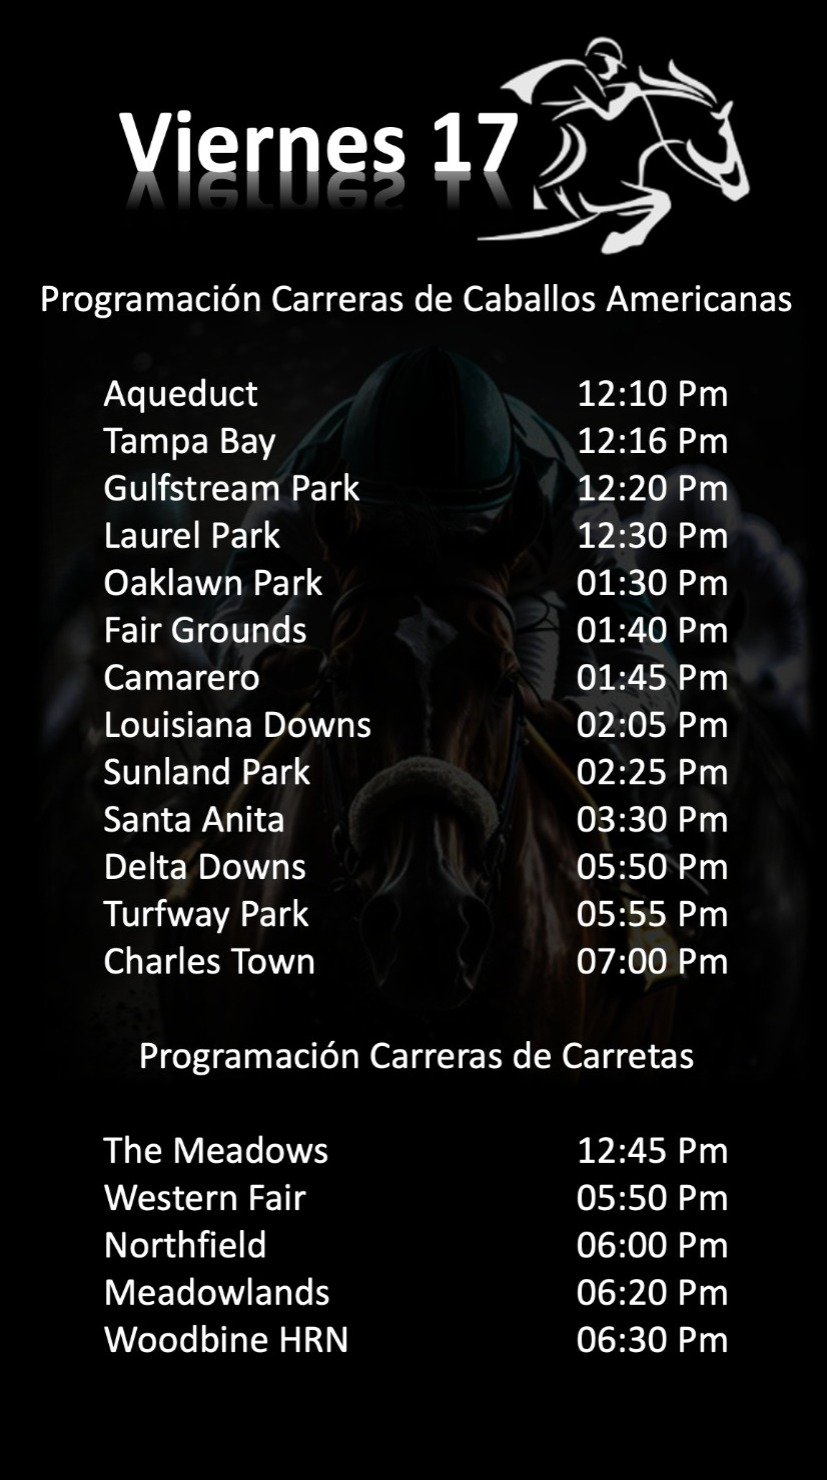 Viernes 17
Programación Carreras de Caballos Americanas
Aqueduct 12:10 Pm
Tampa Bay 12:16 Pm
Gulfstream Park 12:20 Pm
Laurel Park 12:30 Pm
Oaklawn Park 01:30 Pm
Fair Grounds 01:40 Pm
Camarero 01:45 Pm
Louisiana Downs 02:05 Pm
Sunland Park 02:25 Pm
Santa Anita 03:30 Pm
Delta Downs 05:50 Pm
Turfway Park 05:55 Pm
Charles Town 07:00 Pm
Programación Carreras de Carretas
The Meadows 12:45 Pm
Western Fair 05:50 Pm
Northfield 06:00 Pm
Meadowlands 06:20 Pm
Woodbine HRN 06:30 Pm